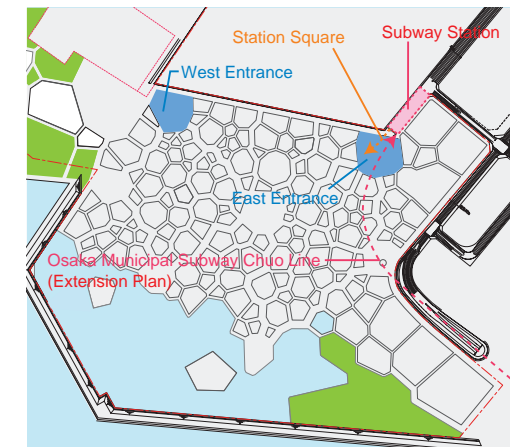 Station Square
Subway Station
West Entrance
East Entrance
Osaka Municipal Subway Chuo Line
(Extension Plan)